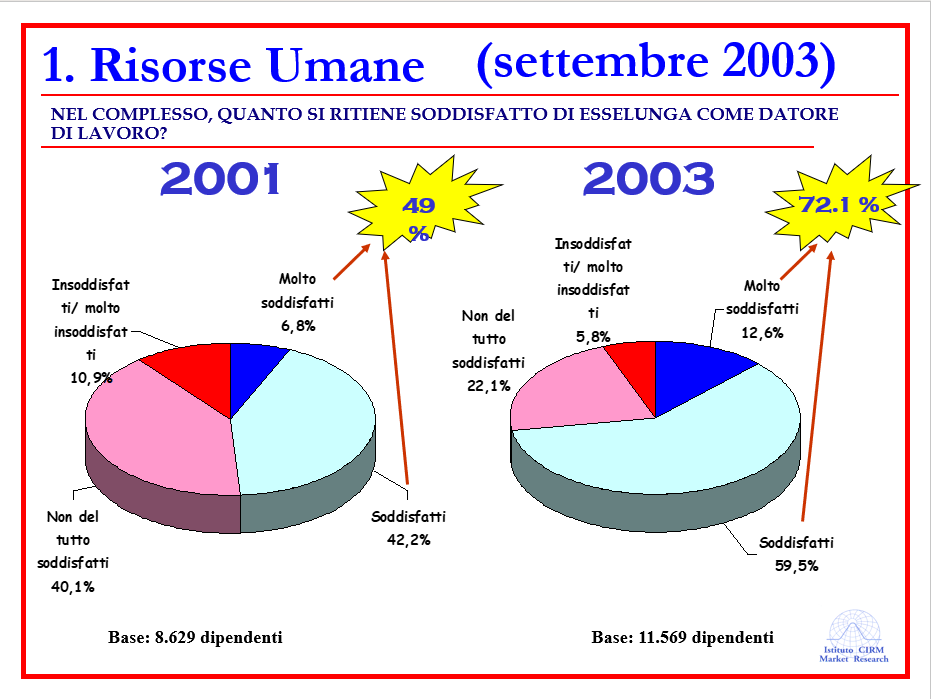 1. Risorse Umane (settembre 2003)
NEL COMPLESSO, QUANTO SI RITIENE SODDISFATTO DI ESSELUNGA COME DATORE
DI LAVORO?
2001
49
%
Insoddisfat
ti/ molto
insoddisfat
ti
10,9%
Molto
soddisfatti
6,8%
Non del
tutto
soddisfatti
40,1%
Soddisfatti
42,2%
Base: 8.629 dipendenti
2003
72.1 %
Insoddisfat
ti/ molto
insoddisfat
ti
5,8%
Molto
soddisfatti
12,6%
Non del
tutto
soddisfatti
22,1%
Soddisfatti
59,5%
Base: 11.569 dipendenti
Istituto CIRM
Market Research